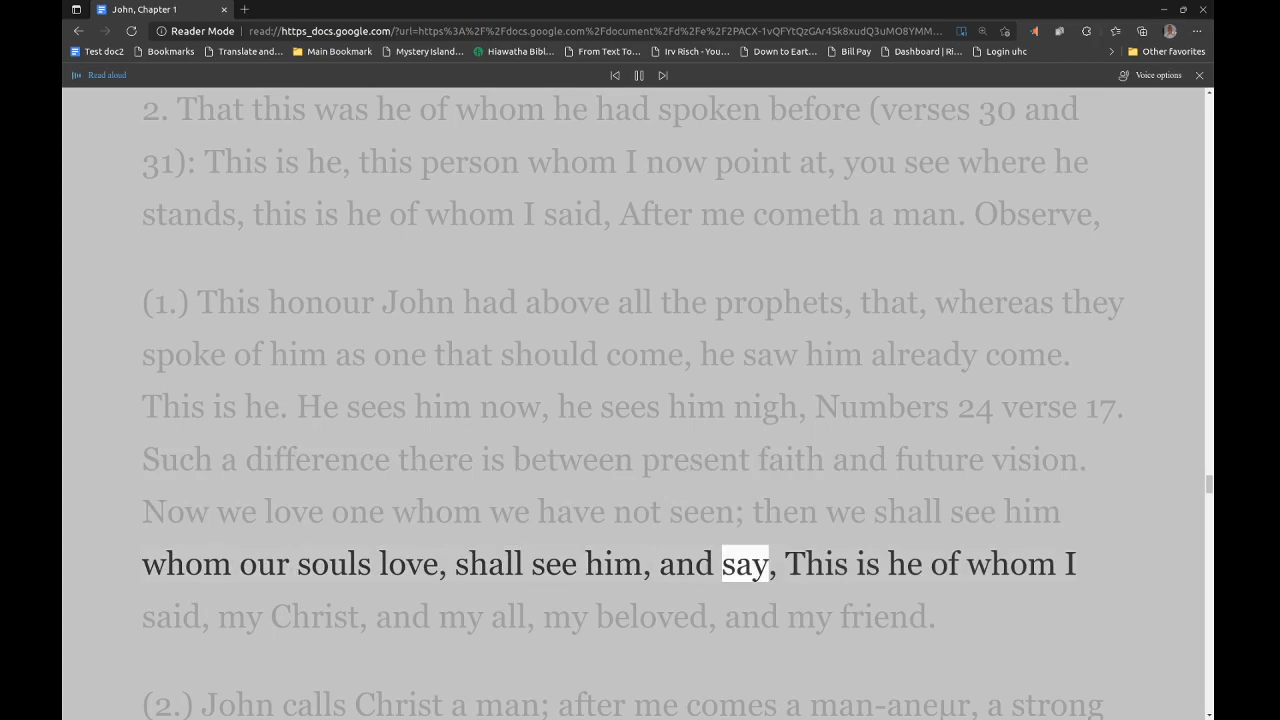 John, Chapter 1
Reader Mode
read://https_docs.google.com/?url=https%3A%2F%2Fdocs.google.com%2Fdocument%2Fd%2Fe%2F2PACX-1vQFYtQzGAr4Sk8xudQ3uMO8YMM...
Test doc2
Bookmarks
Translate and...
Main Bookmark
Mystery Island...
Hiawatha Bibl...
From Text To...
Irv Risch - You...
Down to Eart...
Bill Pay
Dashboard | Ri...
Login uhc
Other favorites
Read aloud
Voice options
2. That this was he of whom he had spoken before (verses 30 and
31): This is he, this person whom I now point at, you see where he
stands, this is he of whom I said, After me cometh a man. Observe,
(1.) This honour John had above all the prophets, that, whereas they
spoke of him as one that should come, he saw him already come.
This is he. He sees him now, he sees him nigh, Numbers 24 verse 17.
Such a difference there is between present faith and future vision.
Now we love one whom we have not seen; then we shall see him
whom our souls love, shall see him, and say, This is he of whom I
said, my Christ, and my all, my beloved, and my friend.
(2.) John calls Christ a man; after me comes a man-aneµr, a strong